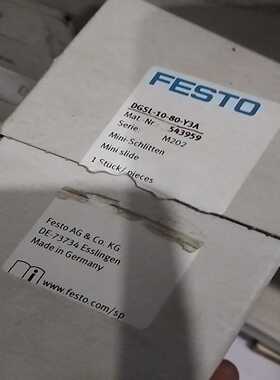 FESTO
DGSL-10-80-Y3A
Mat. Nr. 543959
Serie: M202
Mini-Schlitten
Mini slide
1 Stück/pieces
Festo AG & Co. KG
DE-73734 Esslingen
Made in Germany
www.festo.com/sp